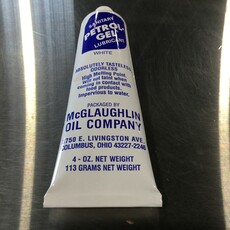 SANITARY
PETROL-GEL
LUBRICANT
WHITE
ABSOLUTELY TASTELESS
ODORLESS
High Melting Point,
will not taint when
coming in contact with
food products.
Impervious to water.
PACKAGED BY
McGLAUGHLIN
OIL COMPANY
750 E. LIVINGSTON AVE.
COLUMBUS, OHIO 43227-2246
4 - OZ. NET WEIGHT
113 GRAMS NET WEIGHT